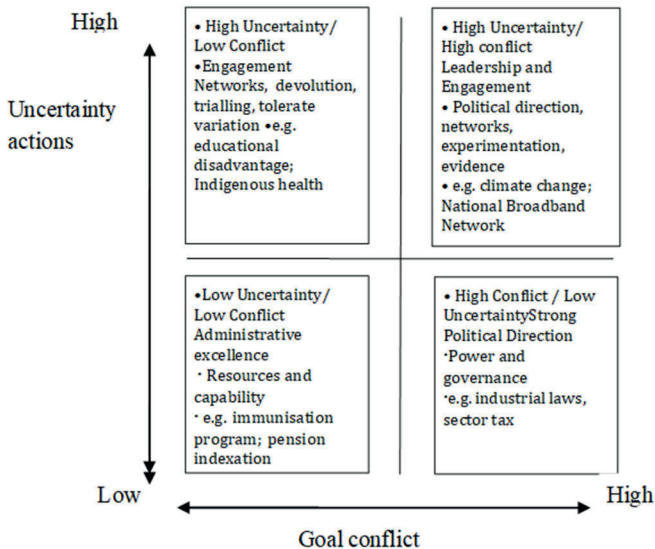 High
Uncertainty
actions
• High Uncertainty/
Low Conflict
•Engagement
Networks, devolution,
trialling, tolerate
variation •e.g.
educational
disadvantage;
Indigenous health
• High Uncertainty/
High conflict
Leadership and
Engagement
• Political direction,
networks,
experimentation,
evidence
• e.g. climate change;
National Broadband
Network
•Low Uncertainty/
Low Conflict
Administrative
excellence
· Resources and
capability
· e.g. immunisation
program; pension
indexation
• High Conflict / Low
UncertaintyStrong
Political Direction
·Power and
governance
·e.g. industrial laws,
sector tax
Low
High
Goal conflict